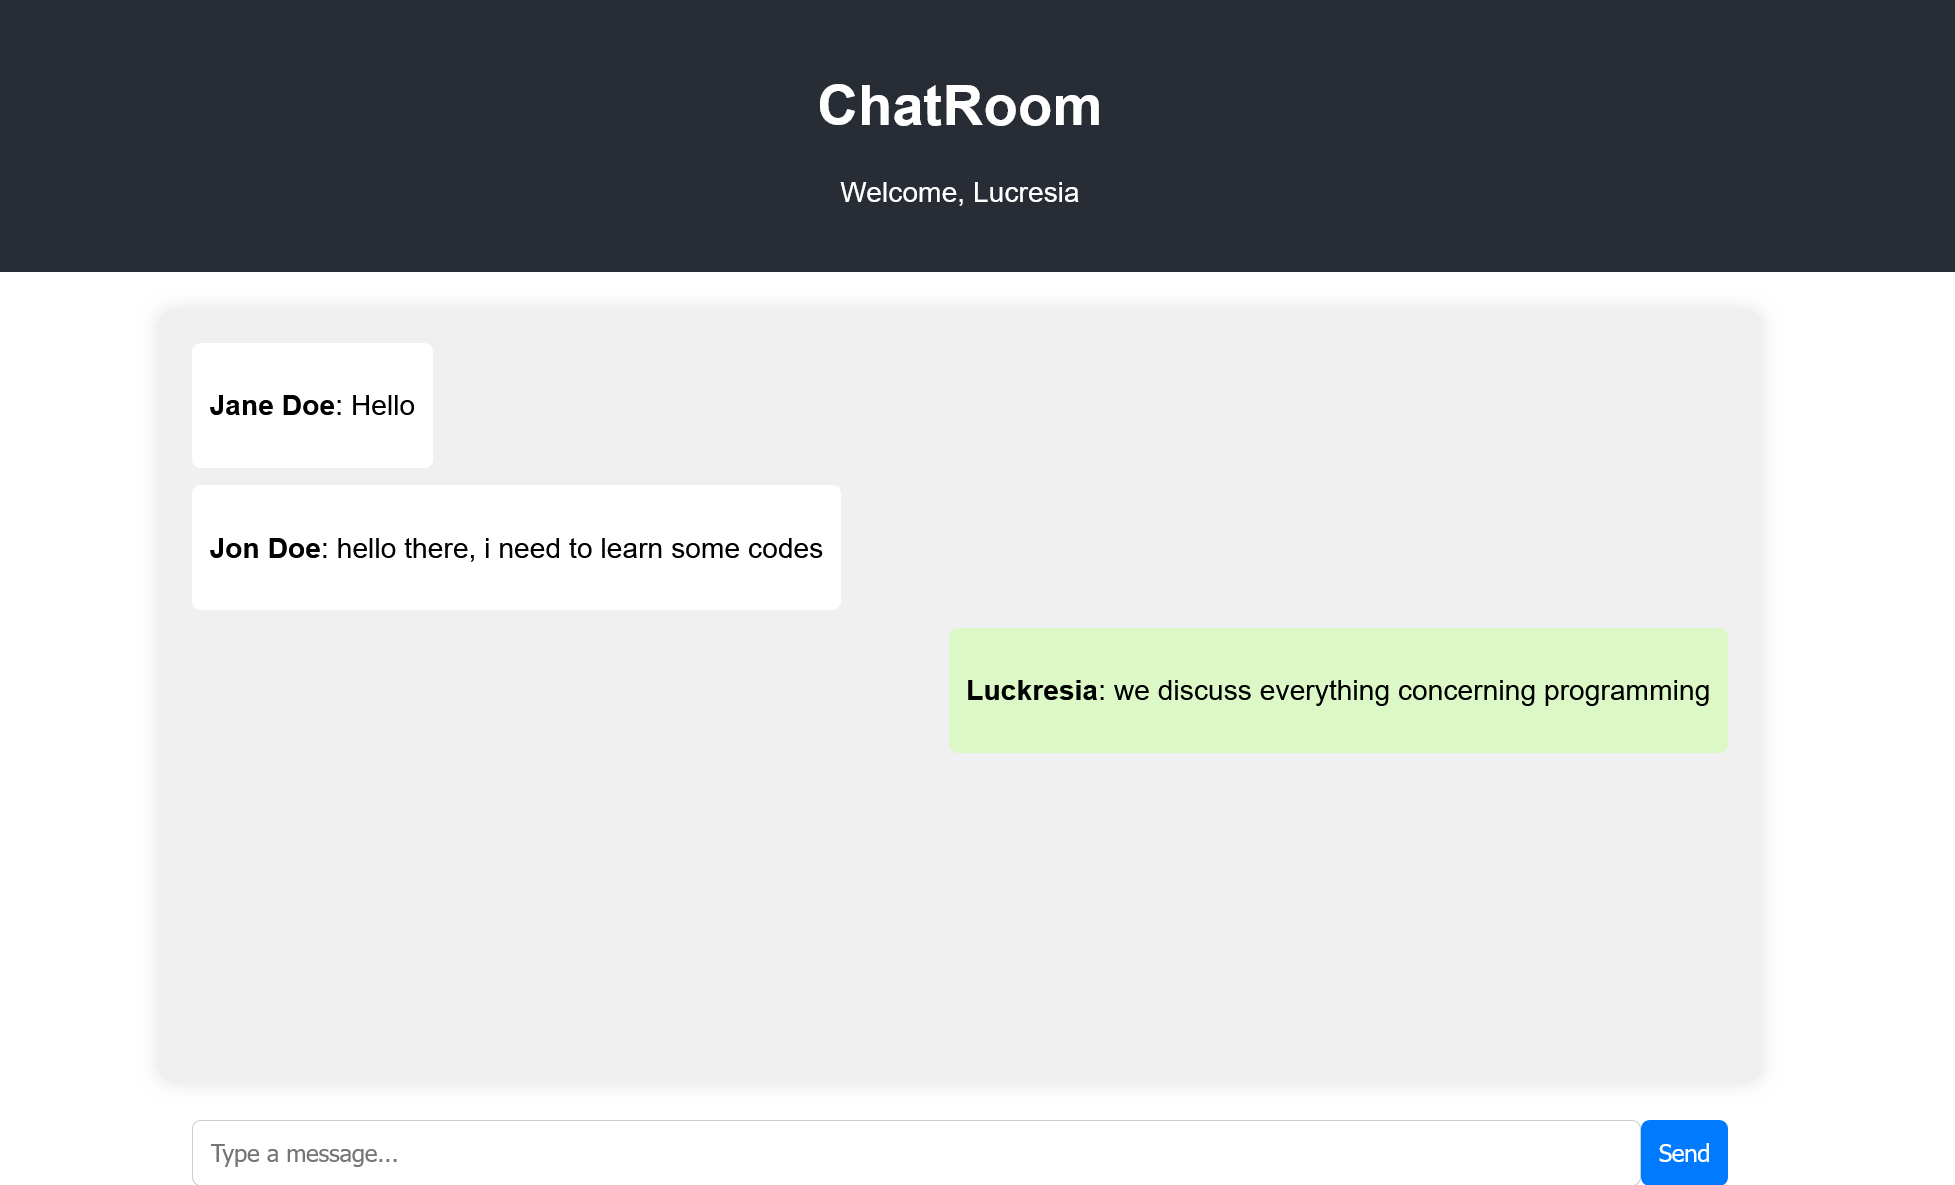 ChatRoom
Welcome, Lucresia
Jane Doe: Hello
Jon Doe: hello there, i need to learn some codes
Luckresia: we discuss everything concerning programming
Type a message...
Send